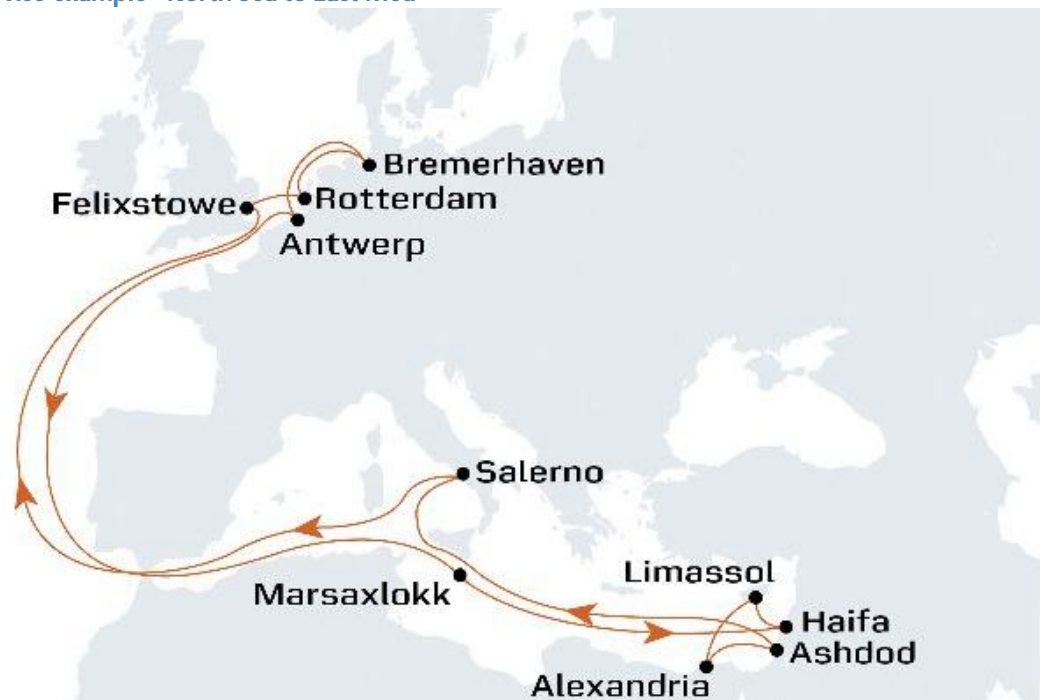 Bremerhaven
Rotterdam
Felixstowe
Antwerp
Salerno
Limassol
Marsaxlokk
Haifa
Ashdod
Alexandria